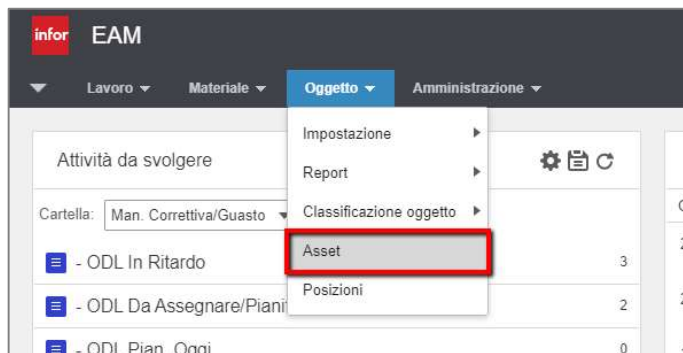 infor EAM
Lavoro Materiale Oggetto Amministrazione
Impostazione
Attività da svolgere
Report
Cartella: Man. Correttiva/Guasto
Classificazione oggetto
Asset
- ODL In Ritardo 3
Posizioni
- ODL Da Assegnare/Piani 2
- ODL Pian. Oggi 0